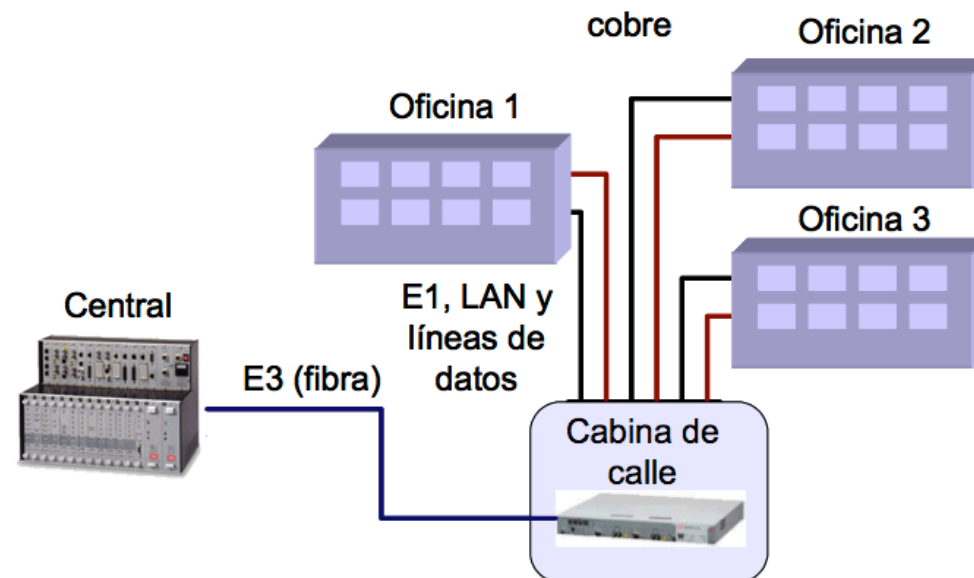 cobre
Oficina 2
Oficina 1
Oficina 3
E1, LAN y
líneas de
datos
Central
E3 (fibra)
Cabina de
calle